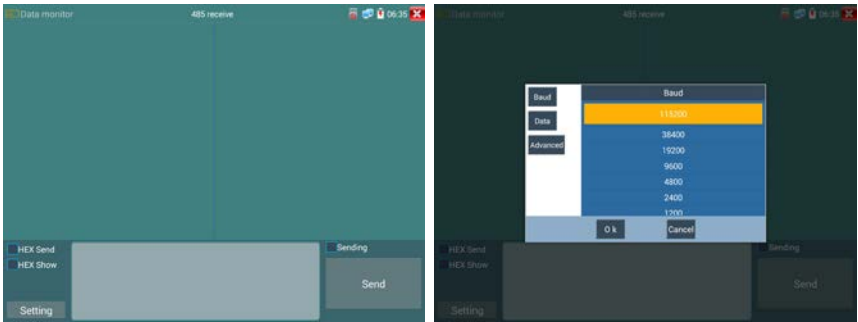 Data monitor
485 receive
06:35
HEX Send
HEX Show
Sending
Send
Setting
Data monitor
485 receive
06:35
Baud
Data
Advanced
Baud
115200
38400
19200
9600
4800
2400
1200
Ok
Cancel
HEX Send
HEX Show
Sending
Send
Setting